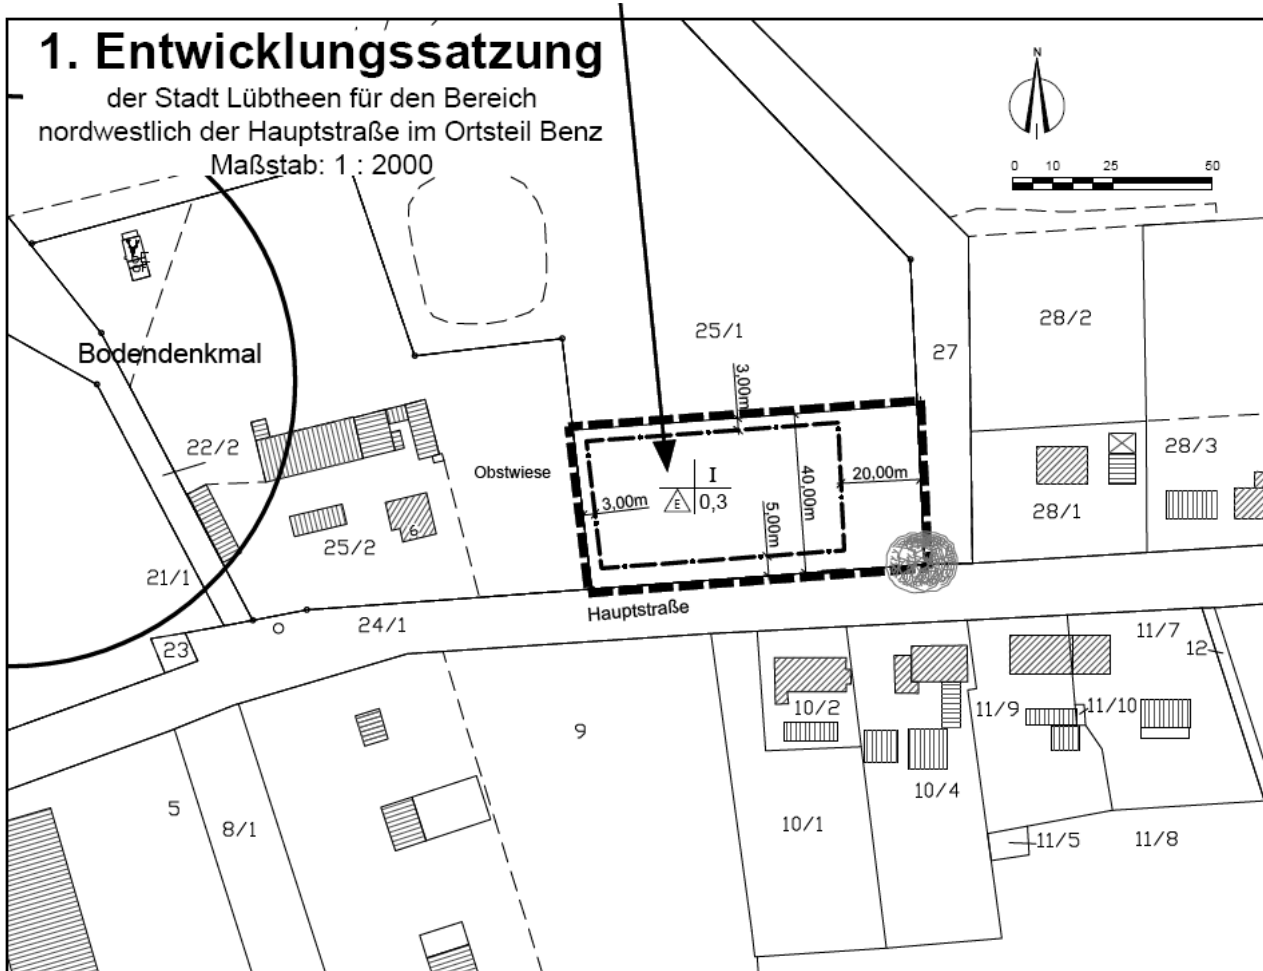 1. Entwicklungssatzung
der Stadt Lübtheen für den Bereich
nordwestlich der Hauptstraße im Ortsteil Benz
Maßstab: 1 : 2000
N
0 10 25 50
28/2
25/1
27
Bodendenkmal
3,00m
22/2
28/3
Obstwiese
I
20,00m
40,00m
3,00m
E
0,3
5,00m
28/1
6
25/2
21/1
Hauptstraße
24/1
11/7
23
12
10/2
11/9
11/10
9
10/4
5
8/1
10/1
11/5
11/8